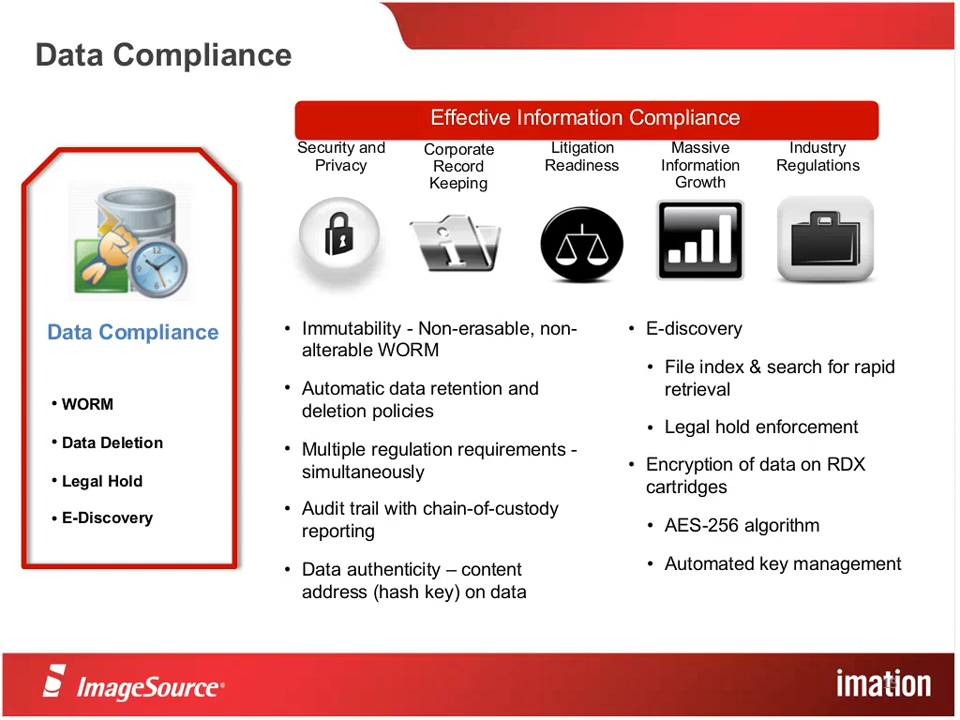 Data Compliance
Effective Information Compliance
Security and
Privacy
Corporate
Record
Keeping
Litigation
Readiness
Massive
Information
Growth
Industry
Regulations
Data Compliance
• WORM
• Data Deletion
• Legal Hold
• E-Discovery
• Immutability - Non-erasable, non-
alterable WORM
• Automatic data retention and
deletion policies
• Multiple regulation requirements -
simultaneously
• Audit trail with chain-of-custody
reporting
• Data authenticity – content
address (hash key) on data
• E-discovery
• File index & search for rapid
retrieval
• Legal hold enforcement
• Encryption of data on RDX
cartridges
• AES-256 algorithm
• Automated key management
ImageSource®
imation